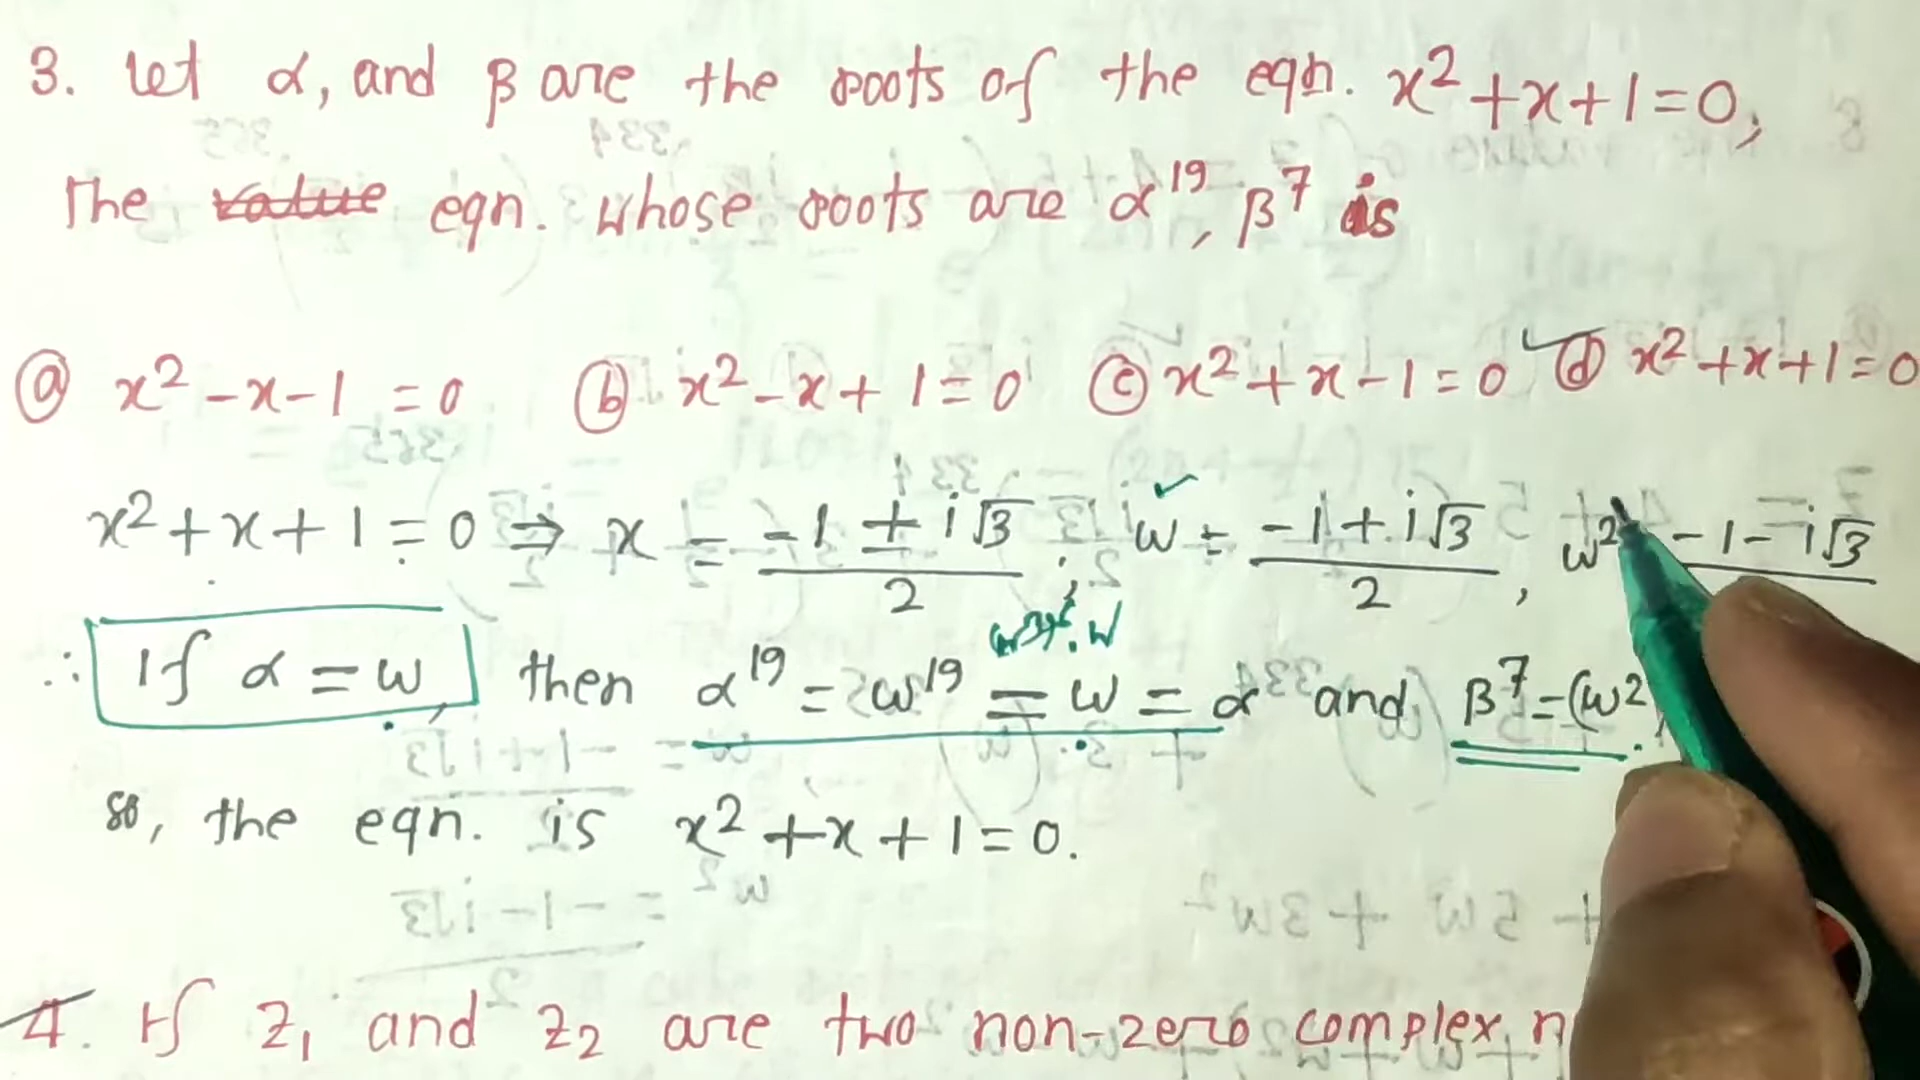 3. Let α, and β are the roots of the eqn. x²+x+1=0,
The value eqn. whose roots are α¹⁹, β⁷ is
ⓐ x²-x-1 =0 ⓑ x²-x+1=0 ⓒ x²+x-1=0 ⓓ x²+x+1=0
x²+x+1=0 ⇒ x = (-1±i√3)/2 ; ω = (-1+i√3)/2, ω² -1-i√3
∴ If α=ω, then α¹⁹=ω¹⁹=ω=α and β⁷=(ω²
so, the eqn. is x²+x+1=0.
4. If z₁ and z₂ are two non-zero complex